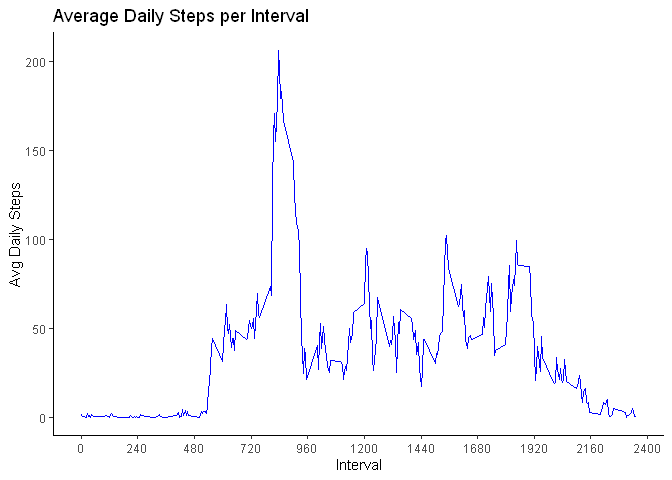 Average Daily Steps per Interval
200
150
100
50
0
Avg Daily Steps
0 240 480 720 960 1200 1440 1680 1920 2160 2400
Interval